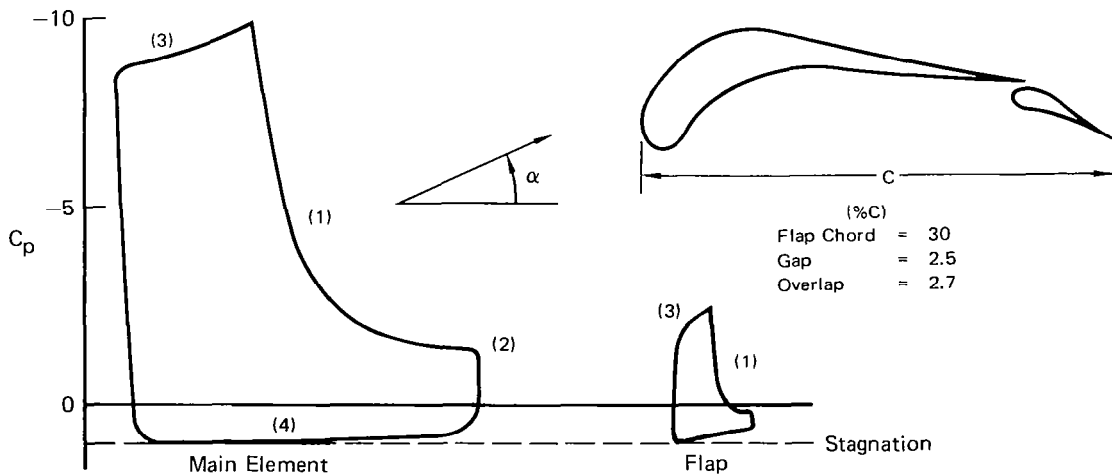 −10
(3)
−5
C_p
(1)
(2)
0
(4)
Main Element
α
C
(%C)
Flap Chord = 30
Gap = 2.5
Overlap = 2.7
(3)
(1)
Stagnation
Flap